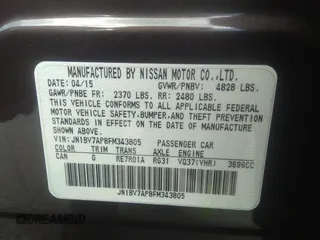 MANUFACTURED BY NISSAN MOTOR CO.,LTD.
DATE: 04/15 GVWR/PNBV: 4828 LBS.
GAWR/PNBE FR: 2370 LBS. RR: 2480 LBS.
THIS VEHICLE CONFORMS TO ALL APPLICABLE FEDERAL
MOTOR VEHICLE SAFETY, BUMPER, AND THEFT PREVENTION
STANDARDS IN EFFECT ON THE DATE OF MANUFACTURE
SHOWN ABOVE.
VIN: JN1BV7AP8FM343805 PASSENGER CAR
COLOR TRIM TRANS AXLE ENGINE
CAN G RE7R01A RG31 VQ37(VHR) 3696CC
JN1BV7AP8FM343805
DREAMFIED